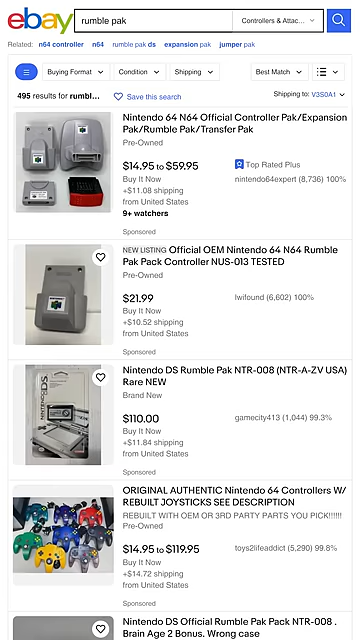 ebay
rumble pak
Controllers & Attac...
Related: n64 controller n64 rumble pak ds expansion pak jumper pak
Buying Format
Condition
Shipping
Best Match
495 results for rumbl...
Save this search
Shipping to: V3S0A1
Nintendo 64 N64 Official Controller Pak/Expansion
Pak/Rumble Pak/Transfer Pak
Pre-Owned
$14.95 to $59.95
Top Rated Plus
Buy It Now
nintendo64expert (8,736) 100%
+$11.08 shipping
from United States
9+ watchers
Sponsored
NEW LISTING Official OEM Nintendo 64 N64 Rumble
Pak Pack Controller NUS-013 TESTED
Pre-Owned
$21.99
lwifound (6,602) 100%
Buy It Now
+$10.52 shipping
from United States
Sponsored
NINTENDO DS
Nintendo DS Rumble Pak NTR-008 (NTR-A-ZV USA)
Rare NEW
Brand New
$110.00
gamecity413 (1,044) 99.3%
Buy It Now
+$11.84 shipping
from United States
Sponsored
ORIGINAL AUTHENTIC Nintendo 64 Controllers W/
REBUILT JOYSTICKS SEE DESCRIPTION
REBUILT WITH OEM OR 3RD PARTY PARTS YOU PICK!!!!!!
Pre-Owned
$14.95 to $119.95
toys2lifeaddict (5,290) 99.8%
Buy It Now
+$14.72 shipping
from United States
Sponsored
Nintendo DS Official Rumble Pak Pack NTR-008 .
Brain Age 2 Bonus. Wrong case